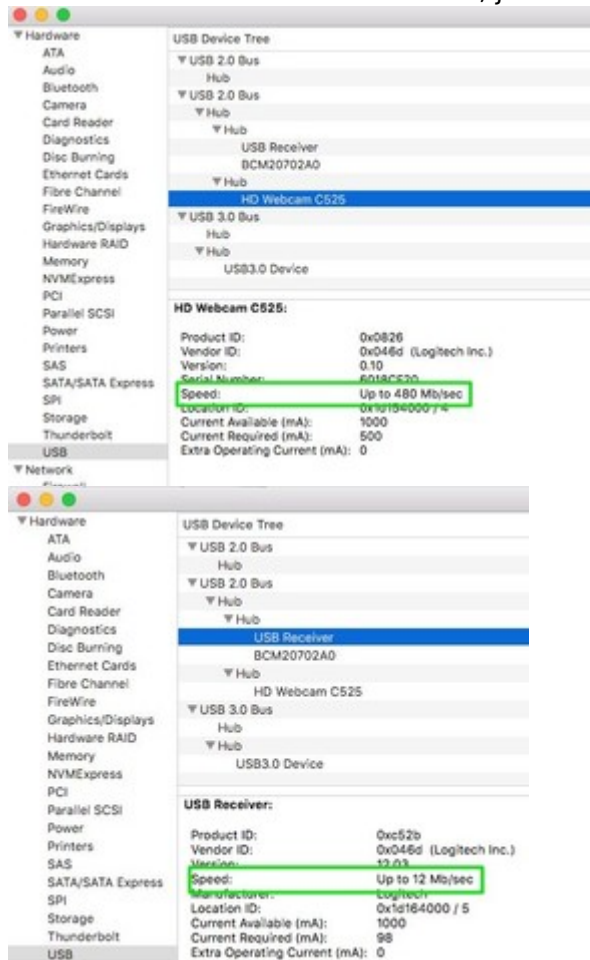 Hardware
ATA
Audio
Bluetooth
Camera
Card Reader
Diagnostics
Disc Burning
Ethernet Cards
Fibre Channel
FireWire
Graphics/Displays
Hardware RAID
Memory
NVMExpress
PCI
Parallel SCSI
Power
Printers
SAS
SATA/SATA Express
SPI
Storage
Thunderbolt
USB
Network
USB Device Tree
USB 2.0 Bus
Hub
USB 2.0 Bus
Hub
Hub
USB Receiver
BCM20702A0
Hub
HD Webcam C525
USB 3.0 Bus
Hub
Hub
USB3.0 Device
HD Webcam C525:
Product ID: 0x0826
Vendor ID: 0x046d (Logitech Inc.)
Version: 0.10
Serial Number: 6018C520
Speed: Up to 480 Mb/sec
Location ID: 0x1d154000 / 4
Current Available (mA): 1000
Current Required (mA): 500
Extra Operating Current (mA): 0
Hardware
ATA
Audio
Bluetooth
Camera
Card Reader
Diagnostics
Disc Burning
Ethernet Cards
Fibre Channel
FireWire
Graphics/Displays
Hardware RAID
Memory
NVMExpress
PCI
Parallel SCSI
Power
Printers
SAS
SATA/SATA Express
SPI
Storage
Thunderbolt
USB
USB Device Tree
USB 2.0 Bus
Hub
USB 2.0 Bus
Hub
Hub
USB Receiver
BCM20702A0
Hub
HD Webcam C525
USB 3.0 Bus
Hub
Hub
USB3.0 Device
USB Receiver:
Product ID: 0xc52b
Vendor ID: 0x046d (Logitech Inc.)
Version: 12.03
Speed: Up to 12 Mb/sec
Manufacturer: Logitech
Location ID: 0x1d164000 / 5
Current Available (mA): 1000
Current Required (mA): 98
Extra Operating Current (mA): 0